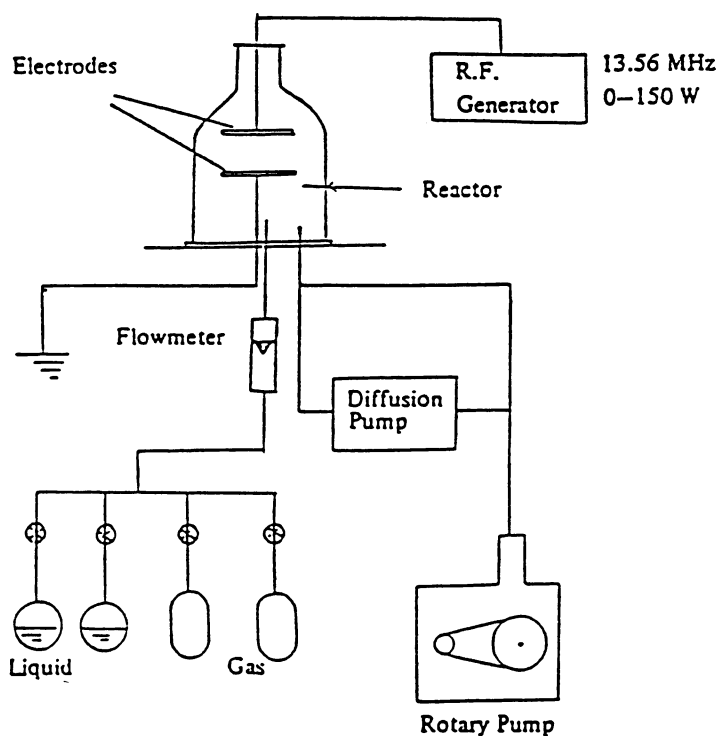 Electrodes
R.F.
Generator
13.56 MHz
0–150 W
Reactor
Flowmeter
Diffusion
Pump
Liquid
Gas
Rotary Pump